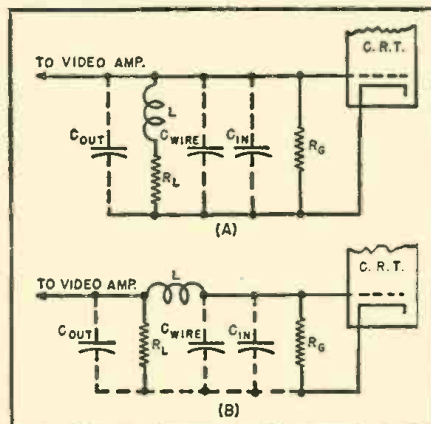 C.R.T.
TO VIDEO AMP.
L
COUT
CWIRE
CIN
RL
RG
(A)
C.R.T.
TO VIDEO AMP.
L
COUT
RL
CWIRE
CIN
RG
(B)